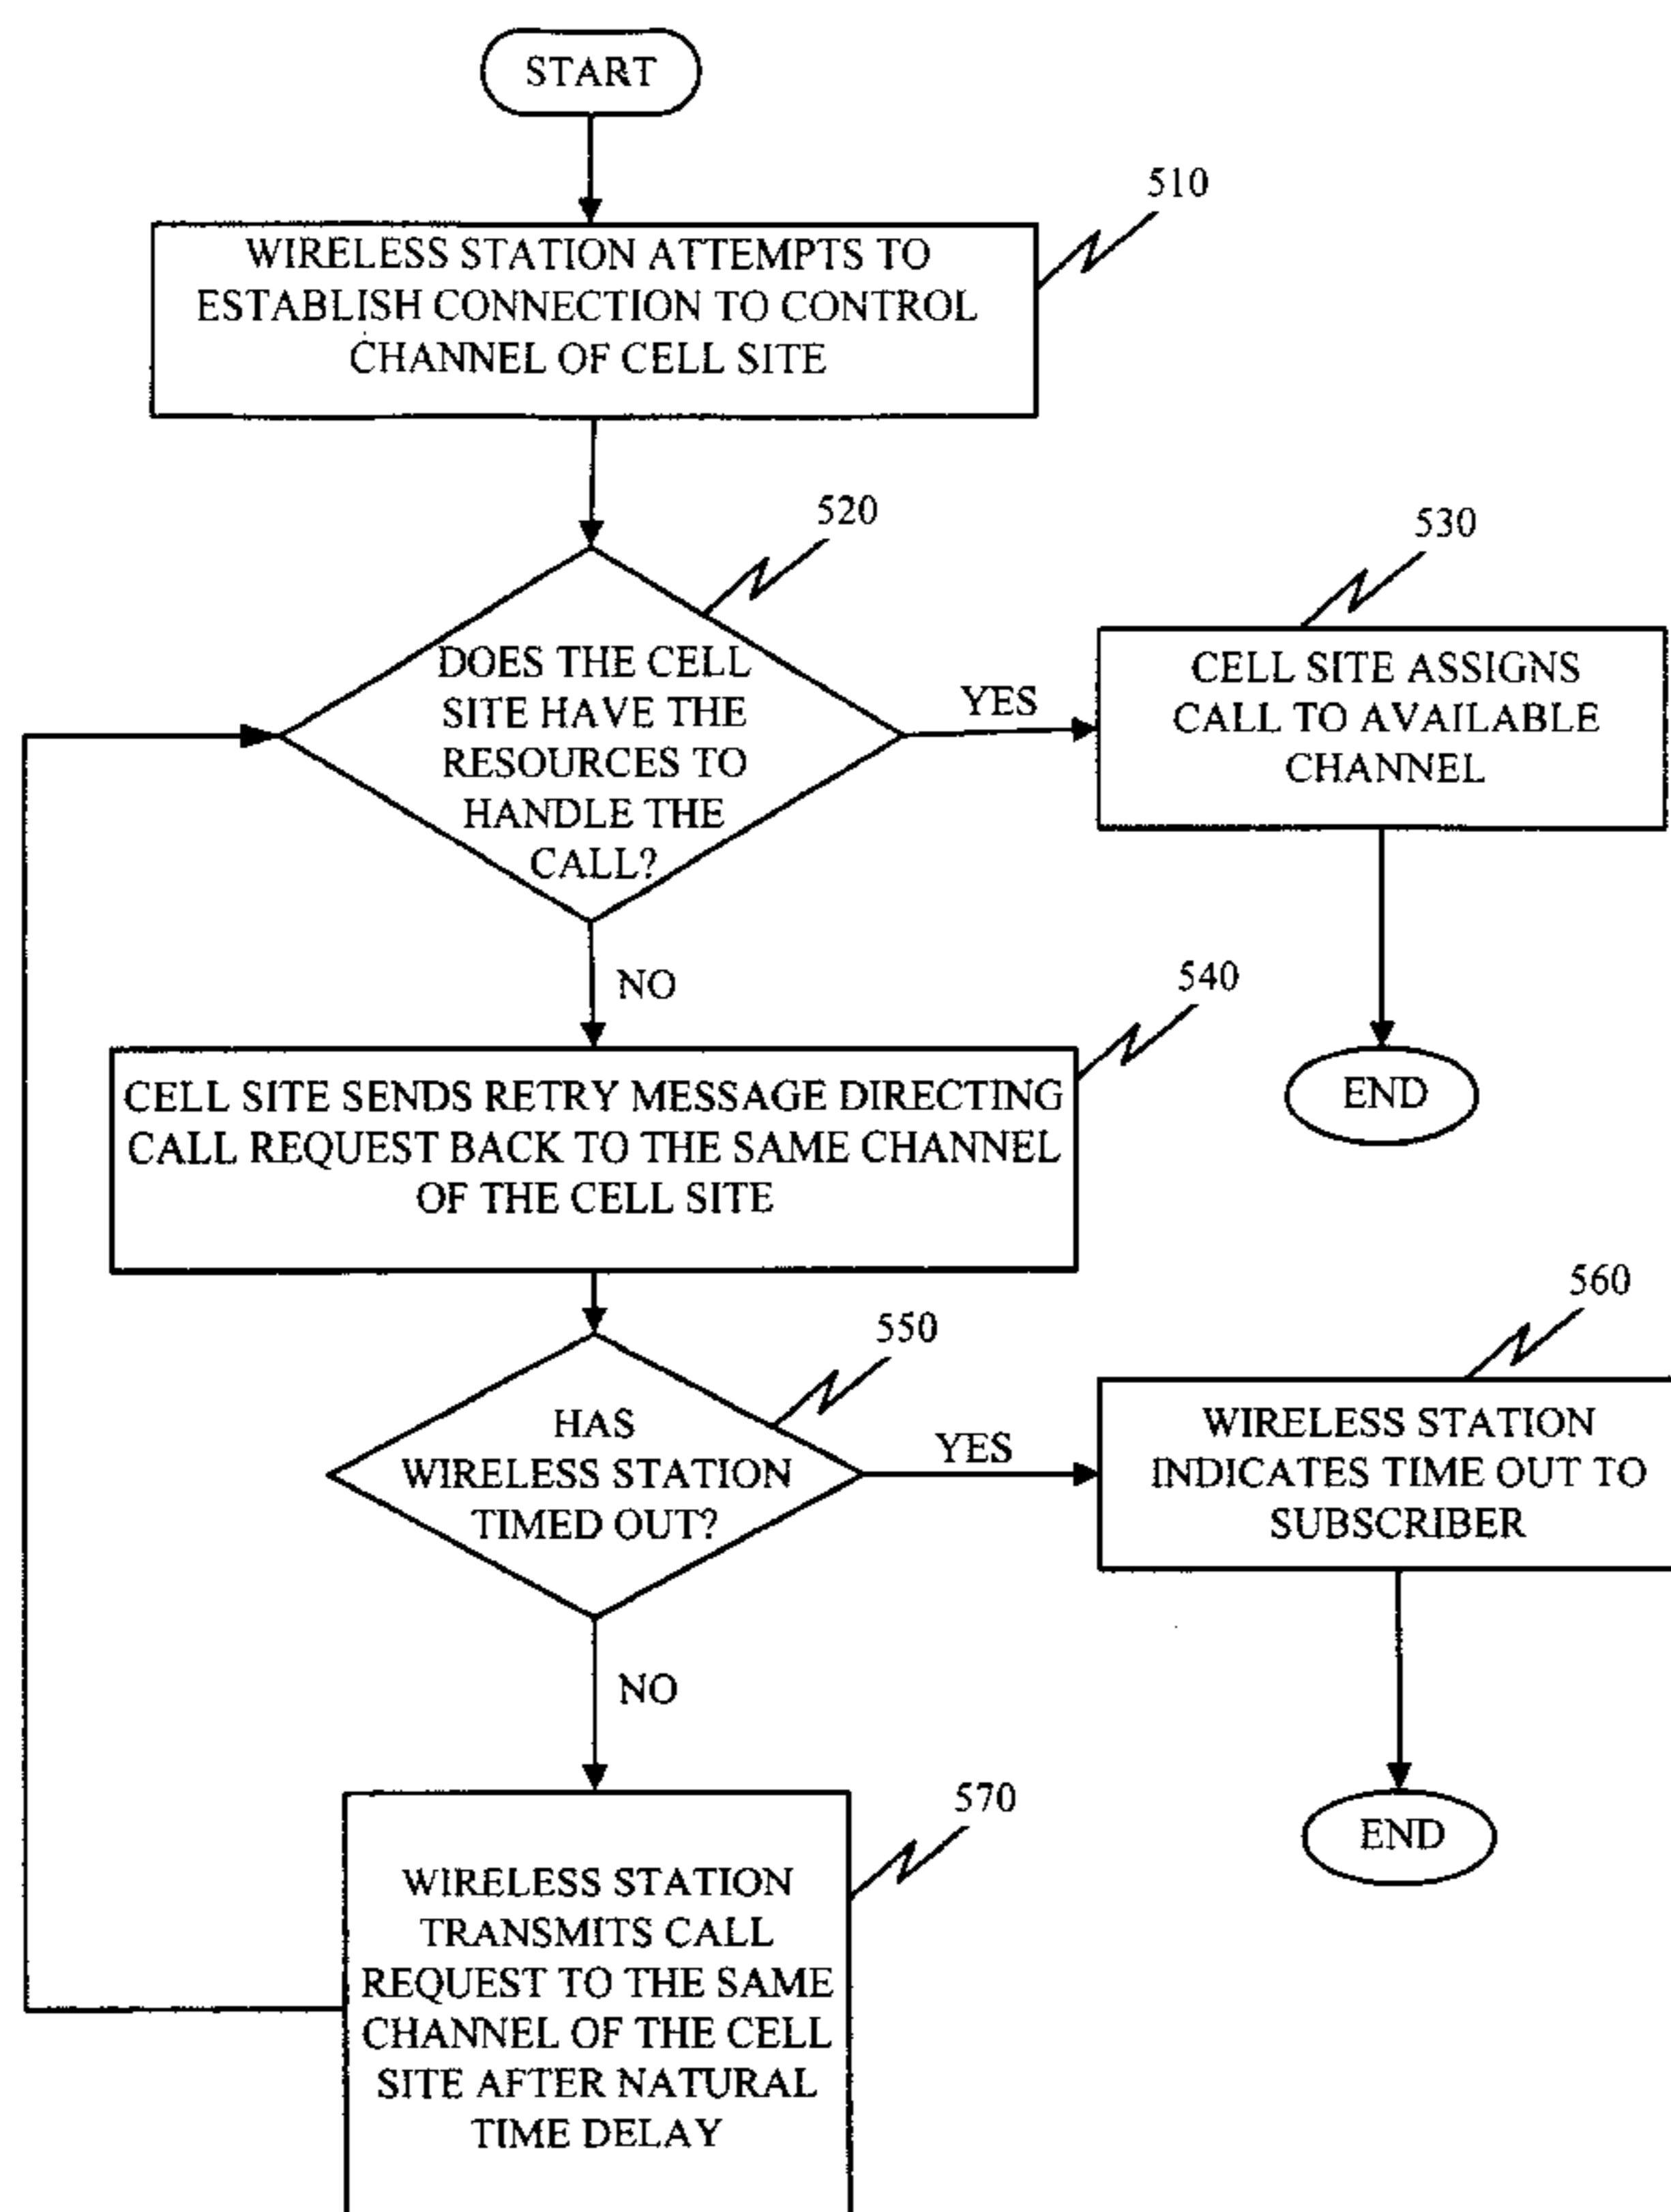 START
510
WIRELESS STATION ATTEMPTS TO
ESTABLISH CONNECTION TO CONTROL
CHANNEL OF CELL SITE
520
530
DOES THE CELL
SITE HAVE THE
RESOURCES TO
HANDLE THE
CALL?
YES
CELL SITE ASSIGNS
CALL TO AVAILABLE
CHANNEL
NO
540
END
CELL SITE SENDS RETRY MESSAGE DIRECTING
CALL REQUEST BACK TO THE SAME CHANNEL
OF THE CELL SITE
550
560
HAS
WIRELESS STATION
TIMED OUT?
YES
WIRELESS STATION
INDICATES TIME OUT TO
SUBSCRIBER
NO
570
END
WIRELESS STATION
TRANSMITS CALL
REQUEST TO THE SAME
CHANNEL OF THE CELL
SITE AFTER NATURAL
TIME DELAY